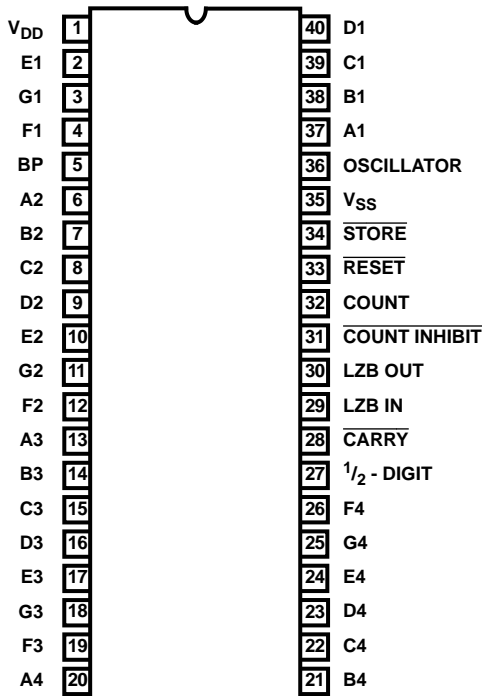 VDD 1 40 D1
E1 2 39 C1
G1 3 38 B1
F1 4 37 A1
BP 5 36 OSCILLATOR
A2 6 35 VSS
B2 7 34 STORE
C2 8 33 RESET
D2 9 32 COUNT
E2 10 31 COUNT INHIBIT
G2 11 30 LZB OUT
F2 12 29 LZB IN
A3 13 28 CARRY
B3 14 27 1/2 - DIGIT
C3 15 26 F4
D3 16 25 G4
E3 17 24 E4
G3 18 23 D4
F3 19 22 C4
A4 20 21 B4